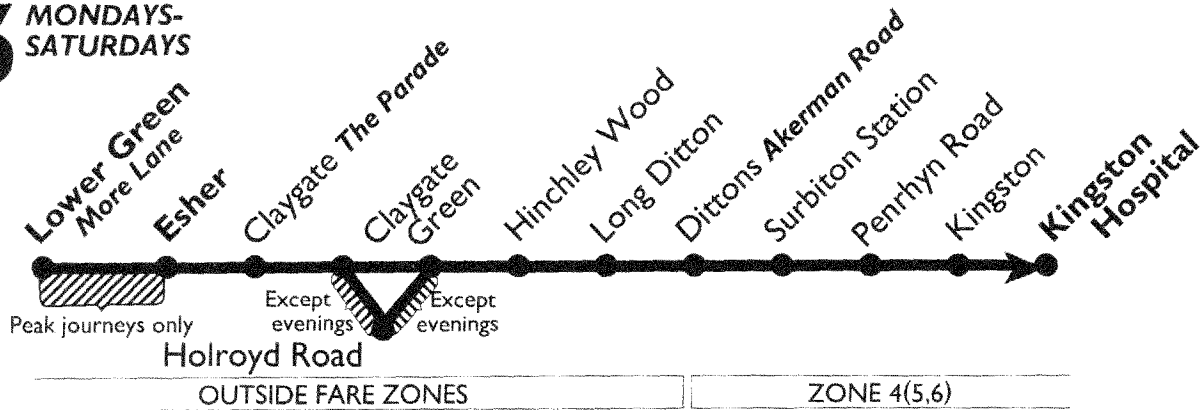 MONDAYS-
SATURDAYS
Lower Green
More Lane
Esher
Claygate The Parade
Claygate
Green
Hinchley Wood
Long Ditton
Dittons Akerman Road
Surbiton Station
Penrhyn Road
Kingston
Kingston
Hospital
Peak journeys only
Except
evenings
Except
evenings
Holroyd Road
OUTSIDE FARE ZONES
ZONE 4(5,6)